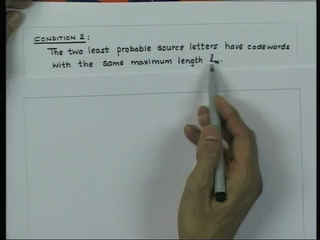 CONDITION 2:
The two least probable source letters have codewords
with the same maximum length lm.